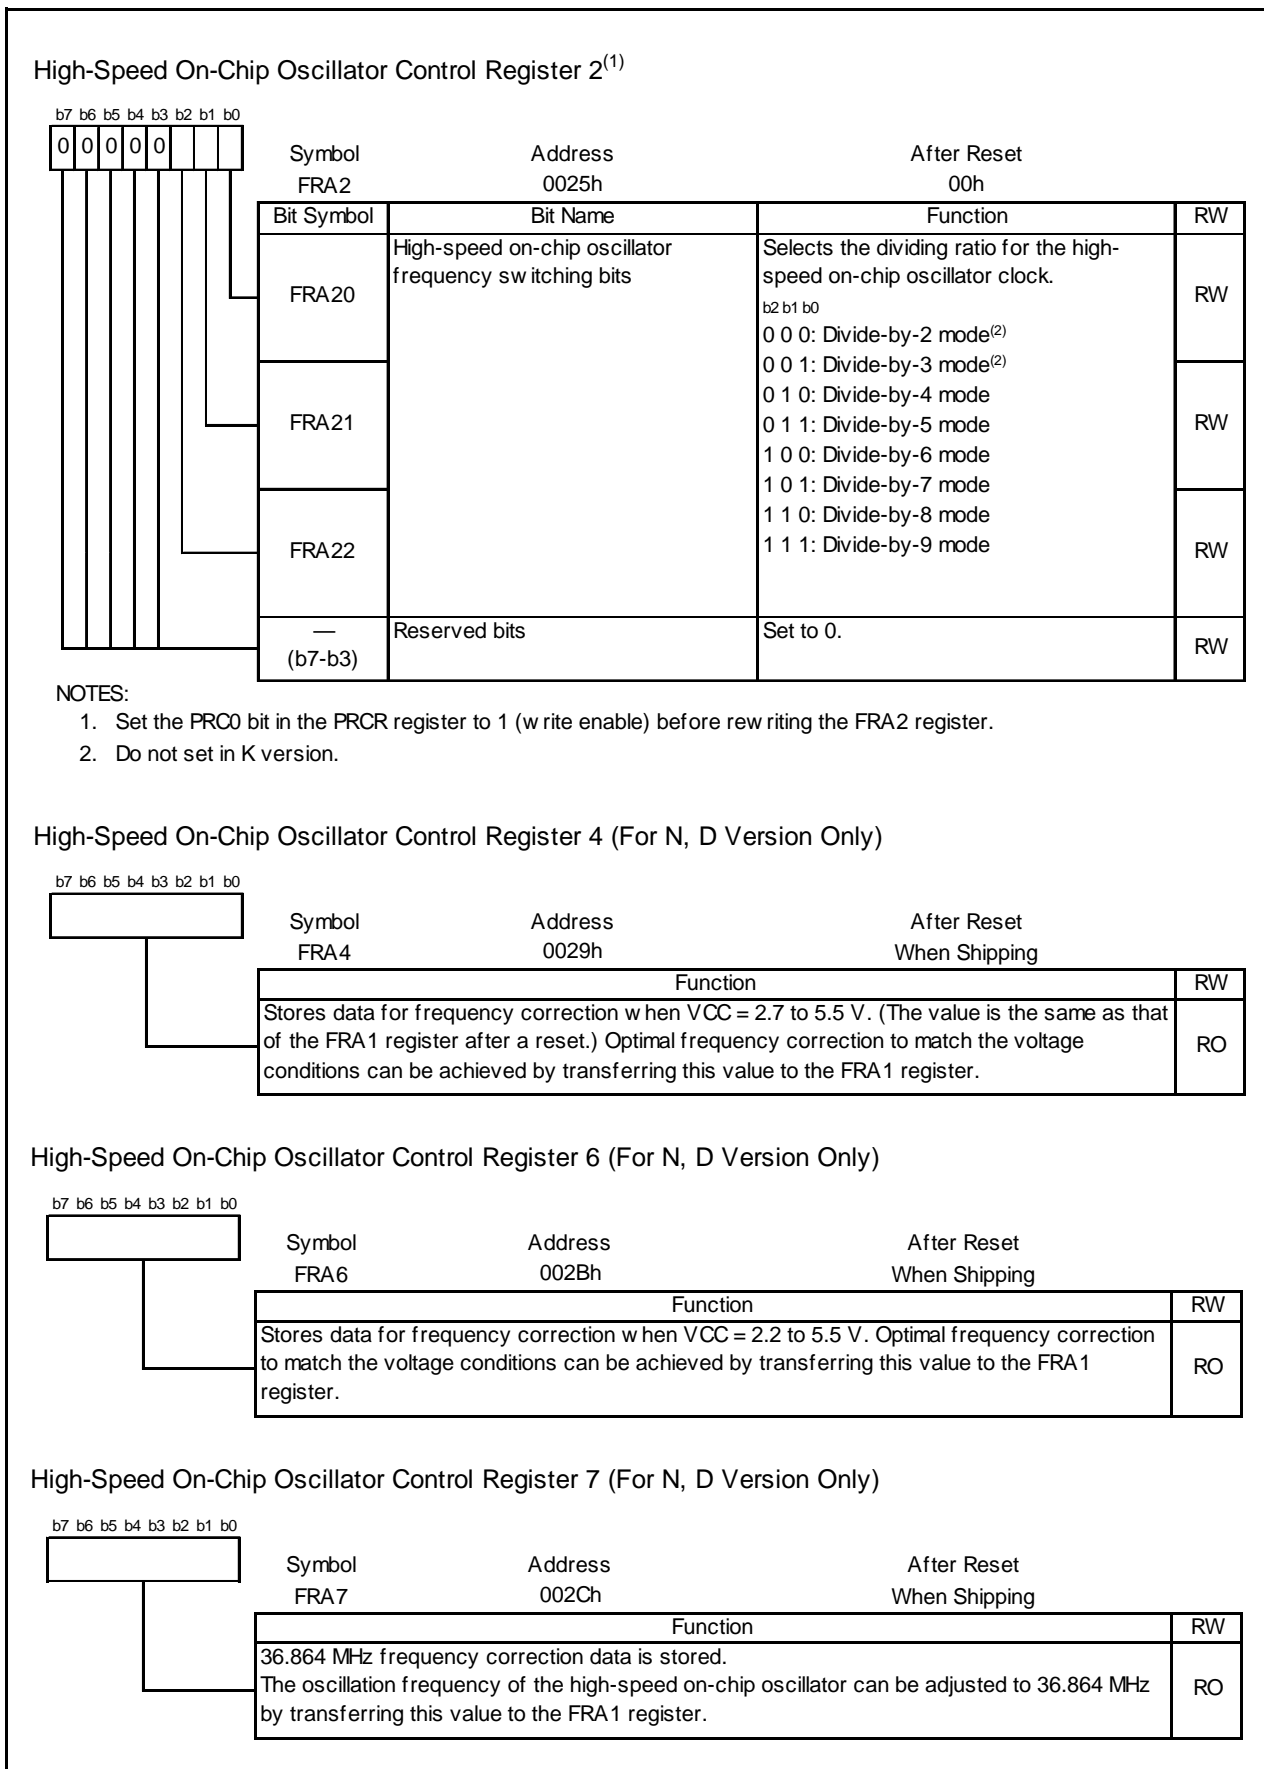 High-Speed On-Chip Oscillator Control Register 2(1)
b7 b6 b5 b4 b3 b2 b1 b0
0 0 0 0 0
Symbol Address After Reset
FRA2 0025h 00h
Bit Symbol Bit Name Function RW
FRA20 High-speed on-chip oscillator Selects the dividing ratio for the high- RW
frequency switching bits speed on-chip oscillator clock.
b2 b1 b0
0 0 0: Divide-by-2 mode(2)
0 0 1: Divide-by-3 mode(2)
0 1 0: Divide-by-4 mode
FRA21 0 1 1: Divide-by-5 mode RW
1 0 0: Divide-by-6 mode
1 0 1: Divide-by-7 mode
1 1 0: Divide-by-8 mode
FRA22 1 1 1: Divide-by-9 mode RW
— Reserved bits Set to 0. RW
(b7-b3)
NOTES:
1. Set the PRC0 bit in the PRCR register to 1 (write enable) before rewriting the FRA2 register.
2. Do not set in K version.
High-Speed On-Chip Oscillator Control Register 4 (For N, D Version Only)
b7 b6 b5 b4 b3 b2 b1 b0
Symbol Address After Reset
FRA4 0029h When Shipping
Function RW
Stores data for frequency correction when VCC = 2.7 to 5.5 V. (The value is the same as that
of the FRA1 register after a reset.) Optimal frequency correction to match the voltage RO
conditions can be achieved by transferring this value to the FRA1 register.
High-Speed On-Chip Oscillator Control Register 6 (For N, D Version Only)
b7 b6 b5 b4 b3 b2 b1 b0
Symbol Address After Reset
FRA6 002Bh When Shipping
Function RW
Stores data for frequency correction when VCC = 2.2 to 5.5 V. Optimal frequency correction
to match the voltage conditions can be achieved by transferring this value to the FRA1 RO
register.
High-Speed On-Chip Oscillator Control Register 7 (For N, D Version Only)
b7 b6 b5 b4 b3 b2 b1 b0
Symbol Address After Reset
FRA7 002Ch When Shipping
Function RW
36.864 MHz frequency correction data is stored.
The oscillation frequency of the high-speed on-chip oscillator can be adjusted to 36.864 MHz RO
by transferring this value to the FRA1 register.